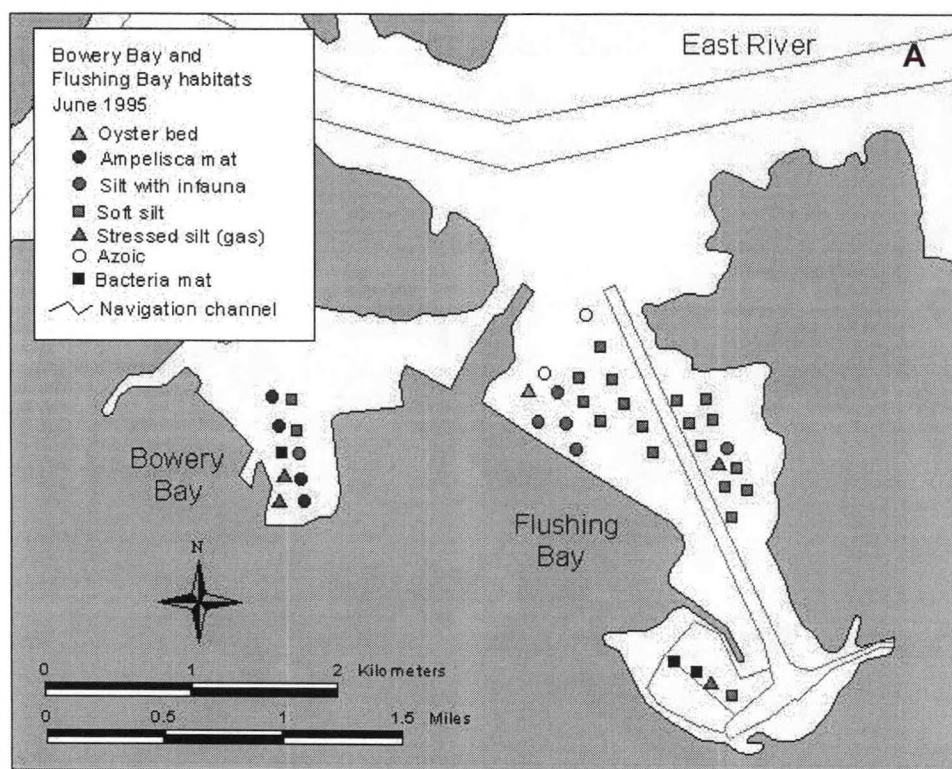 East River
A
Bowery Bay and
Flushing Bay habitats
June 1995
Oyster bed
Ampelisca mat
Silt with infauna
Soft silt
Stressed silt (gas)
Azoic
Bacteria mat
Navigation channel
Bowery
Bay
Flushing
Bay
N
0 1 2 Kilometers
0 0.5 1 1.5 Miles